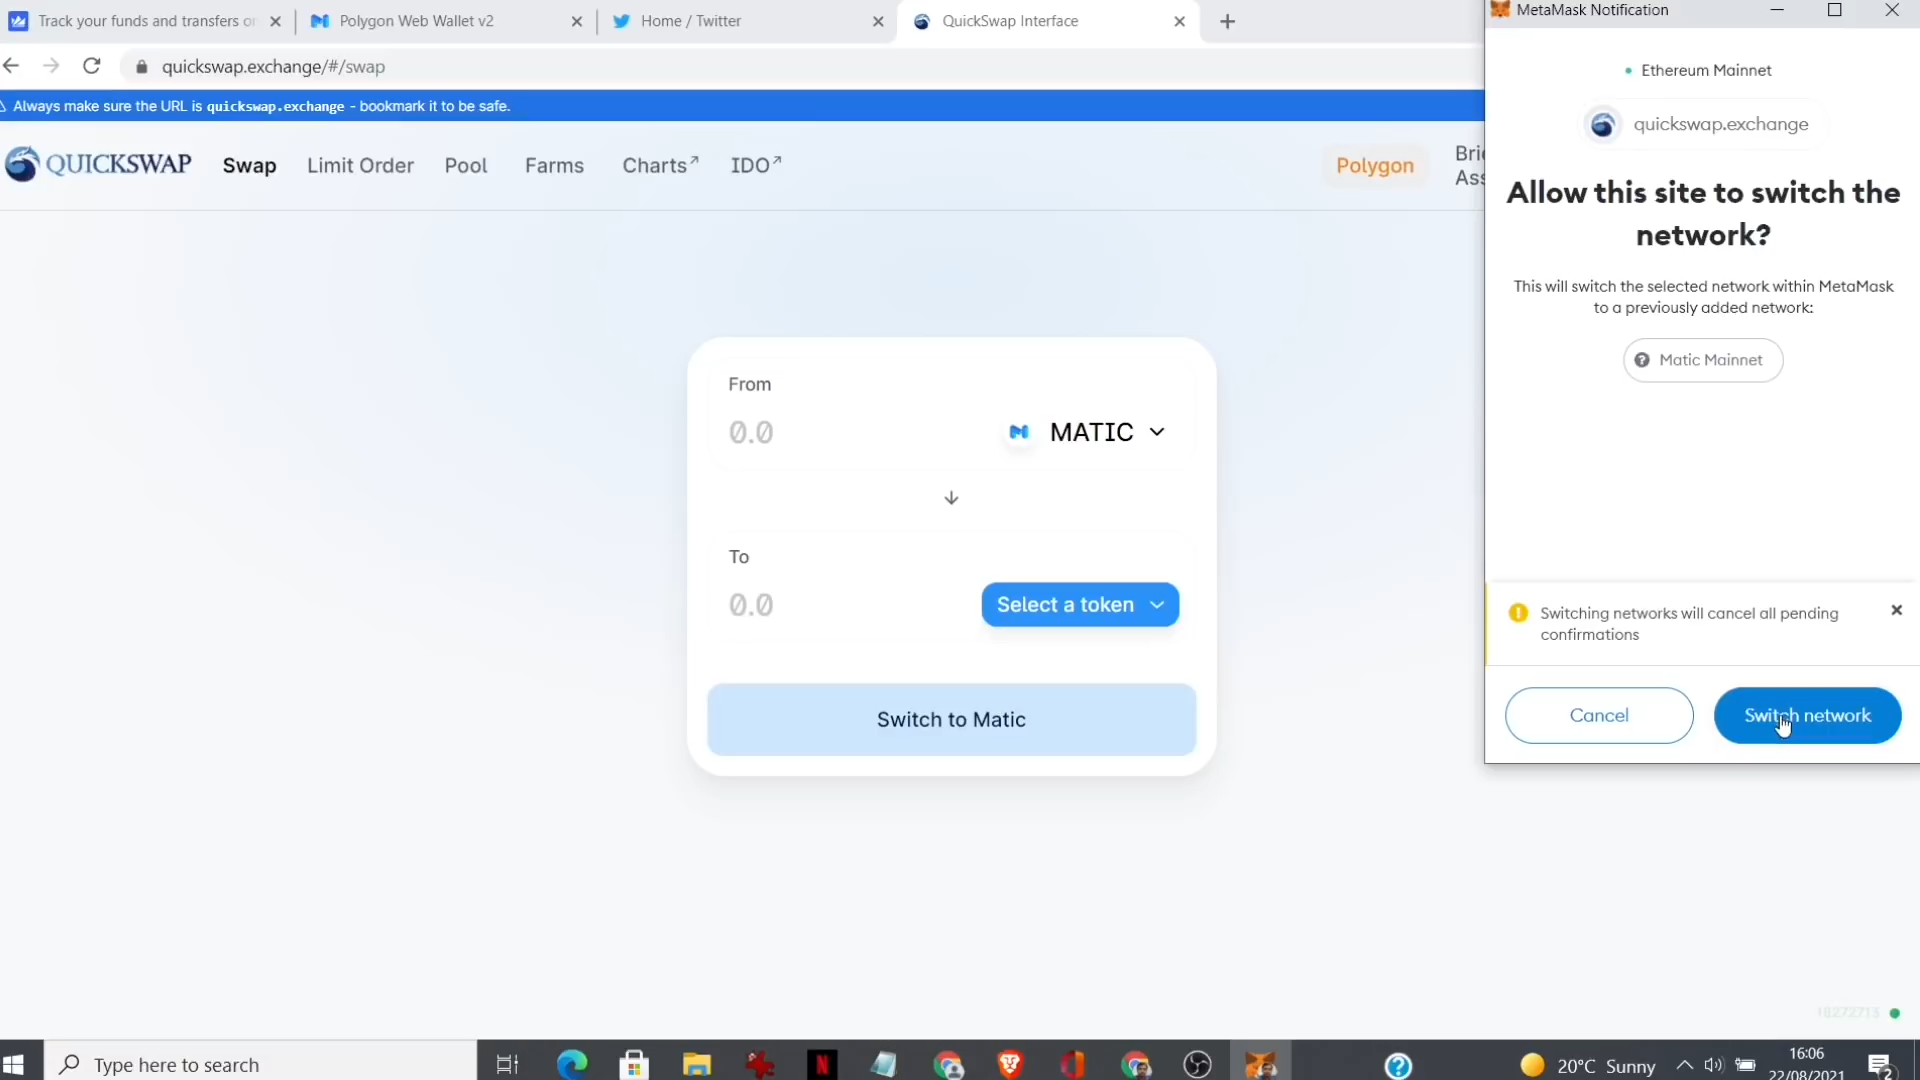 Track your funds and transfers o
Polygon Web Wallet v2
Home / Twitter
QuickSwap Interface
MetaMask Notification
quickswap.exchange/#/swap
Always make sure the URL is quickswap.exchange - bookmark it to be safe.
QUICKSWAP
Swap
Limit Order
Pool
Farms
Charts↗
IDO↗
Polygon
Bri
Ass
From
0.0
MATIC
To
0.0
Select a token
Switch to Matic
Ethereum Mainnet
quickswap.exchange
Allow this site to switch the
network?
This will switch the selected network within MetaMask
to a previously added network:
Matic Mainnet
Switching networks will cancel all pending
confirmations
Cancel
Switch network
18272713
Type here to search
20°C Sunny
16:06
22/08/2021
2